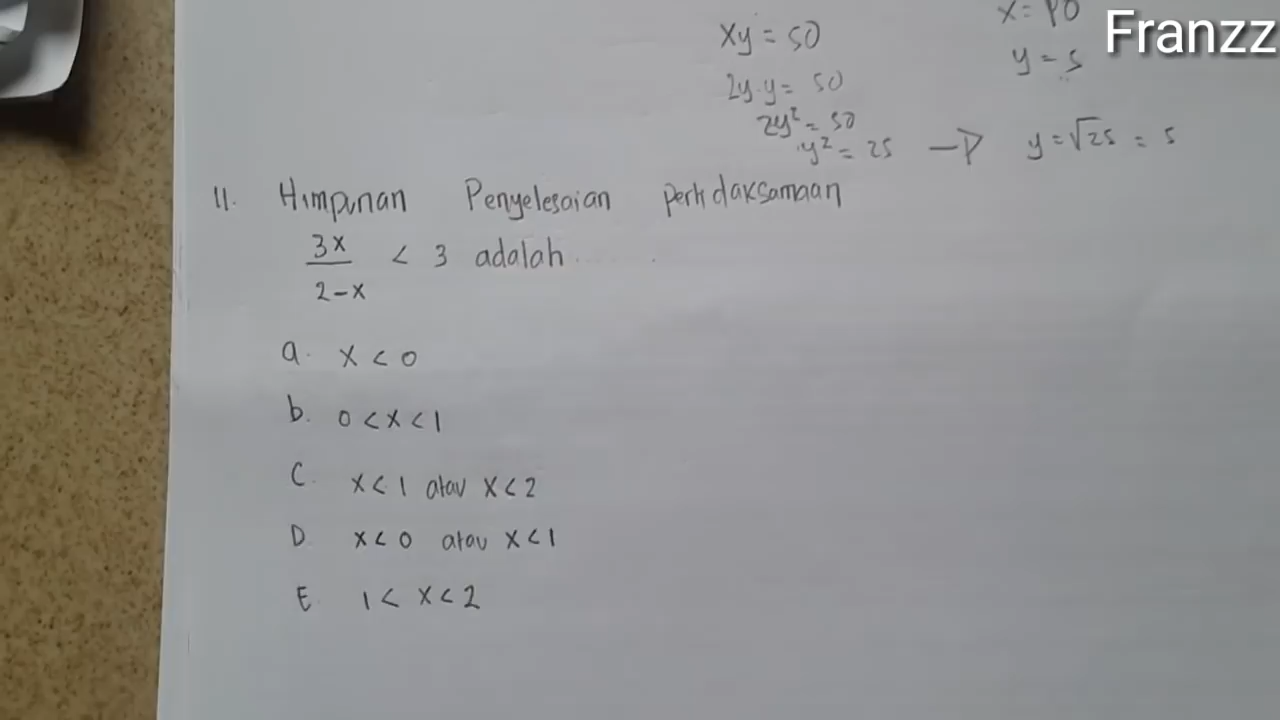 Franzz
xy = 50
2y.y = 50
2y² = 50
y² = 25 → y = √25 = 5
x = 10
y = 5
11. Himpunan Penyelesaian pertidaksamaan
3x
2-x
< 3 adalah
a. x < 0
b. 0 < x < 1
C. x < 1 atau x < 2
D. x < 0 atau x < 1
E. 1 < x < 2